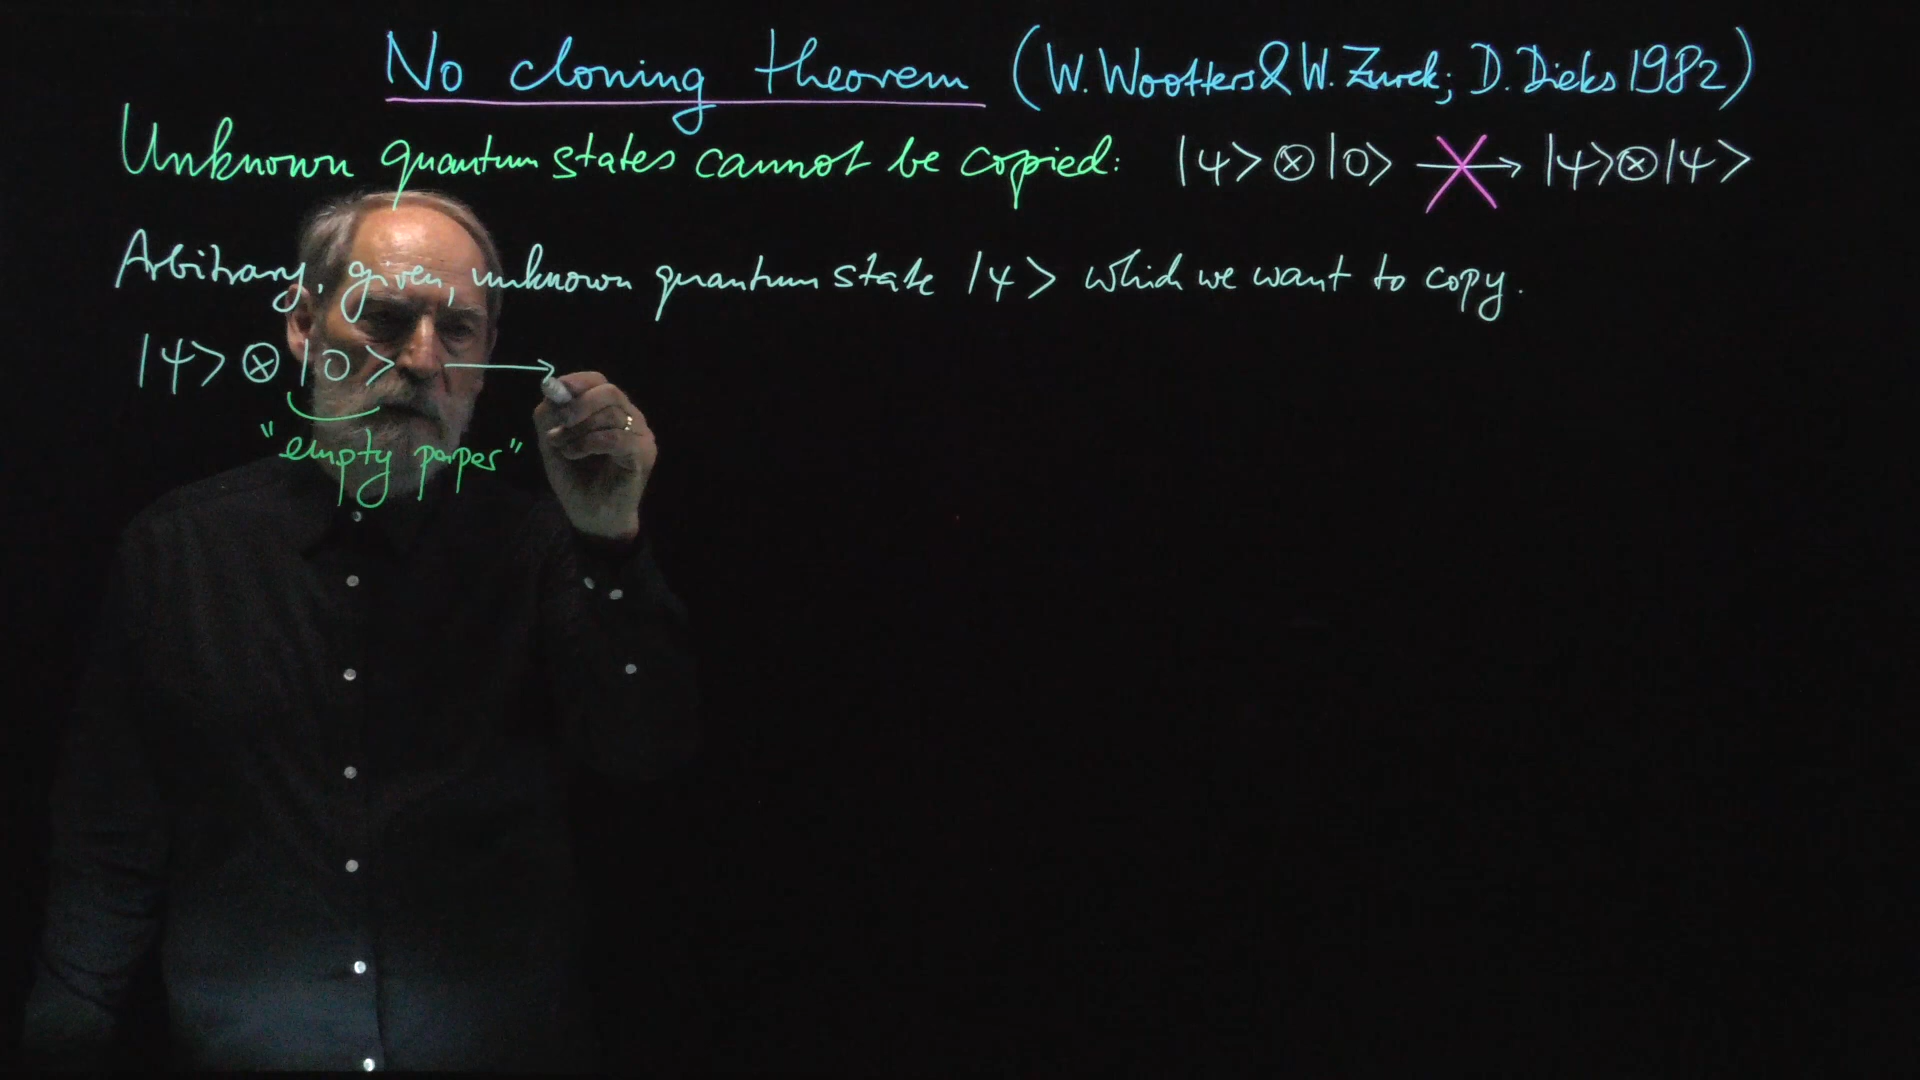 No cloning theorem (W. Wootters & W. Zurek; D. Dieks 1982)
Unknown quantum states cannot be copied: |ψ> ⊗ |0> → |ψ> ⊗ |ψ>
Arbitrary, given, unknown quantum state |ψ> which we want to copy.
|ψ> ⊗ |0> →
"empty paper"